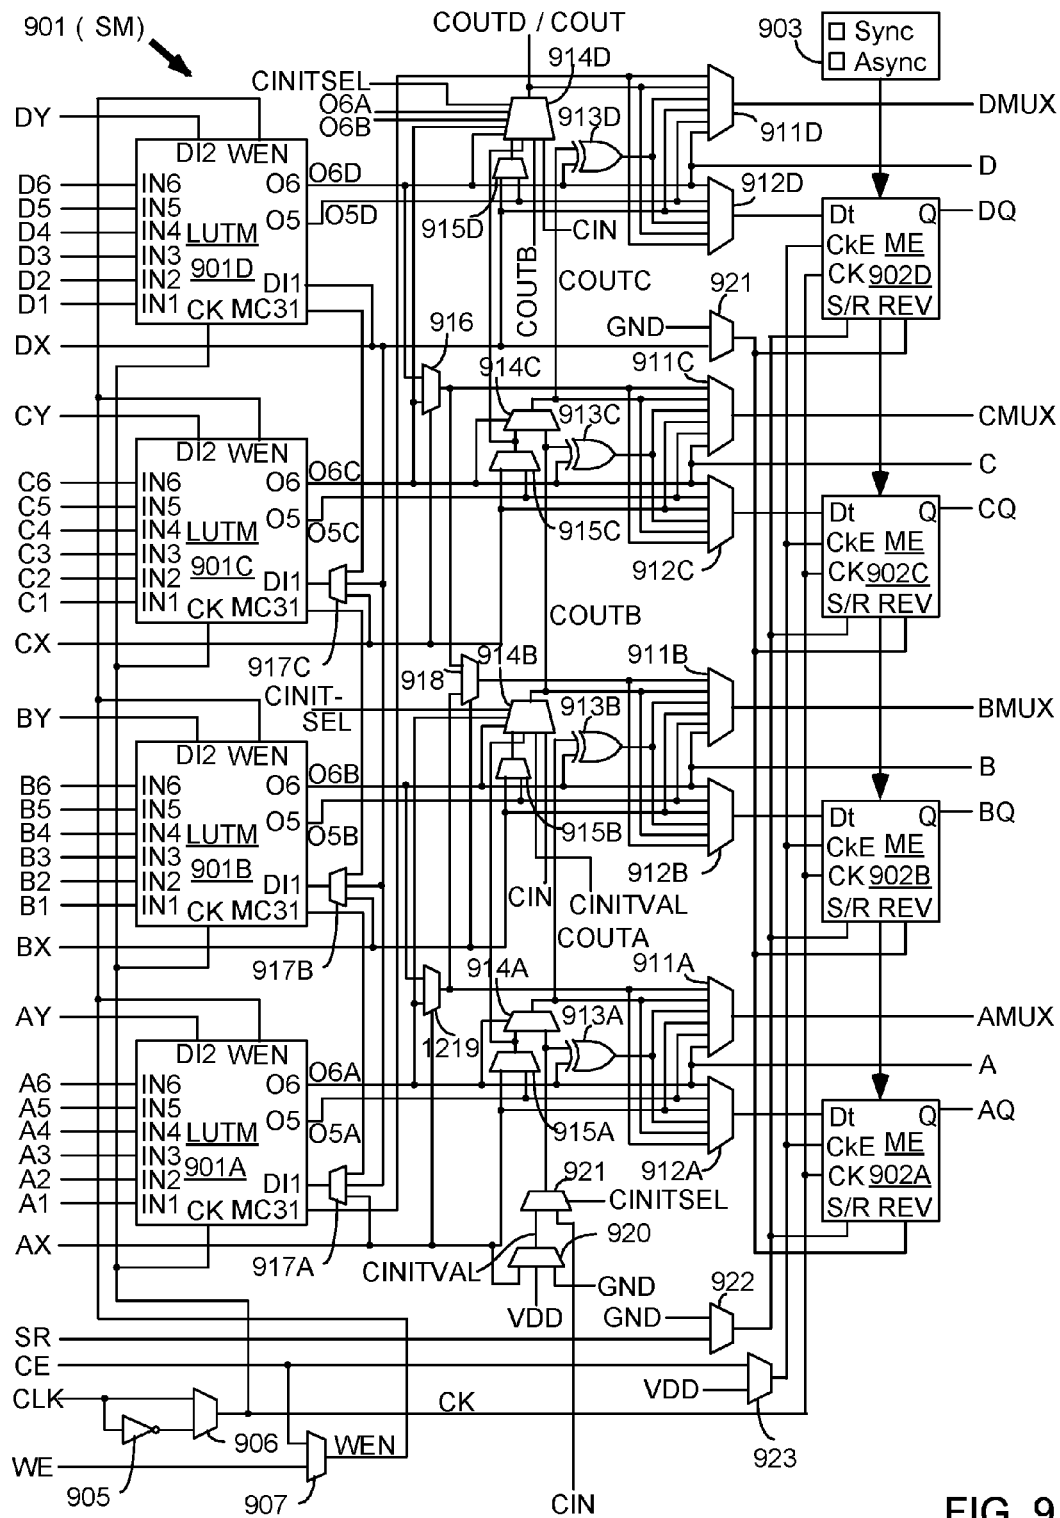 901 ( SM)
COUTD / COUT
914D
903
Sync
Async
CINITSEL
O6A
O6B
913D
DMUX
911D
DY
DI2 WEN
D6
D5
D4
D3
D2
D1
IN6
IN5
IN4
IN3
IN2
IN1
LUTM
901D
O6
O5
O6D
O5D
DI1
CK MC31
915D
CIN
COUTB
COUTC
912D
D
DQ
Dt
Q
CkE
ME
CK
902D
S/R REV
DX
916
GND
921
914C
911C
CMUX
CY
DI2 WEN
C6
C5
C4
C3
C2
C1
IN6
IN5
IN4
IN3
IN2
IN1
LUTM
901C
O6
O5
O6C
O5C
DI1
CK MC31
913C
915C
912C
C
CQ
Dt
Q
CkE
ME
CK
902C
S/R REV
COUTB
CX
917C
918
914B
911B
CINIT-
SEL
913B
BMUX
BY
DI2 WEN
B6
B5
B4
B3
B2
B1
IN6
IN5
IN4
IN3
IN2
IN1
LUTM
901B
O6
O5
O6B
O5B
DI1
CK MC31
915B
912B
B
BQ
Dt
Q
CkE
ME
CK
902B
S/R REV
CIN
CINITVAL
COUTA
BX
917B
914A
911A
913A
AMUX
1219
AY
DI2 WEN
A6
A5
A4
A3
A2
A1
IN6
IN5
IN4
IN3
IN2
IN1
LUTM
901A
O6
O5
O6A
O5A
DI1
CK MC31
915A
912A
A
AQ
Dt
Q
CkE
ME
CK
902A
S/R REV
921
CINITSEL
920
AX
917A
CINITVAL
GND
VDD
GND
922
SR
CE
CLK
CK
VDD
923
906
WEN
WE
905
907
CIN
FIG. 9